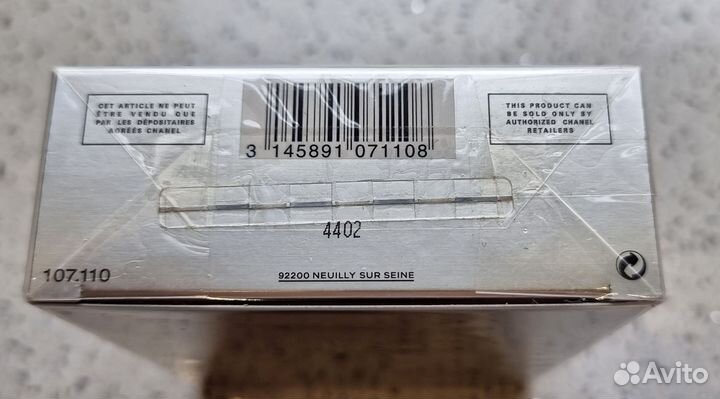 CET ARTICLE NE PEUT
ÊTRE VENDU QUE
PAR LES DÉPOSITAIRES
AGRÉÉS CHANEL
3 145891 071108
THIS PRODUCT CAN
BE SOLD ONLY BY
AUTHORIZED CHANEL
RETAILERS
4402
107.110
92200 NEUILLY SUR SEINE
Avito